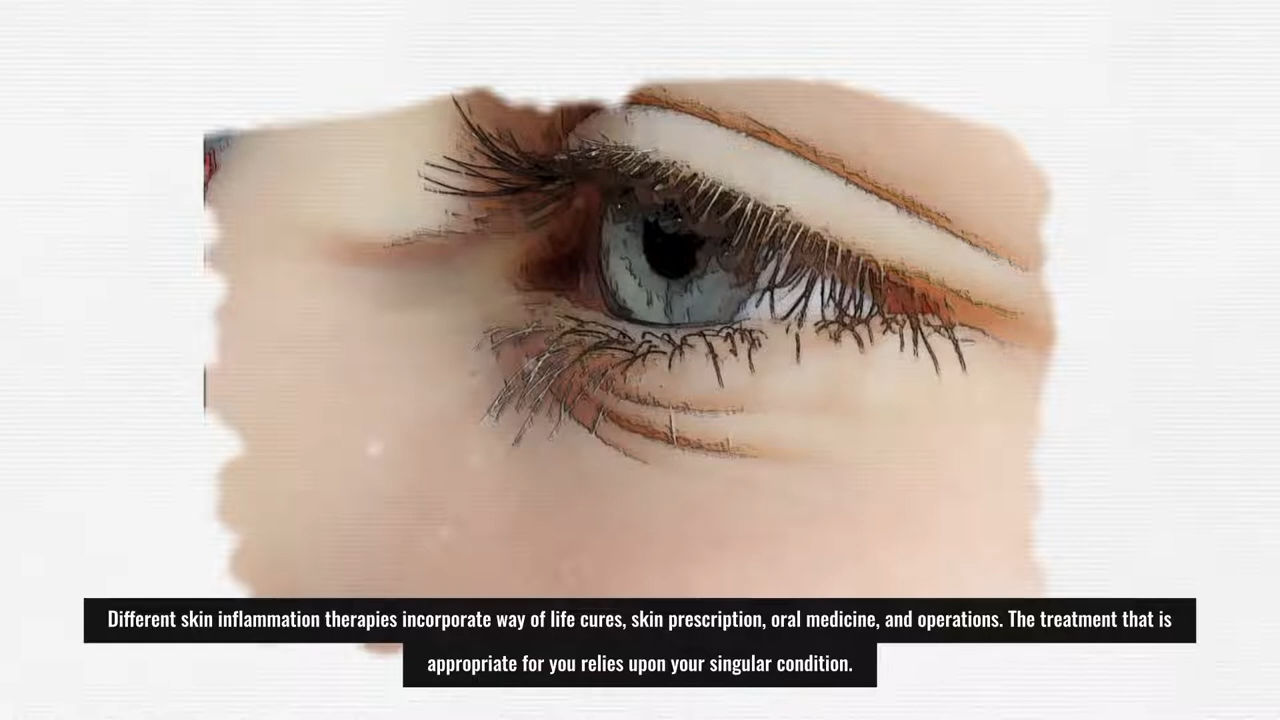 Different skin inflammation therapies incorporate way of life cures, skin prescription, oral medicine, and operations. The treatment that is
appropriate for you relies upon your singular condition.